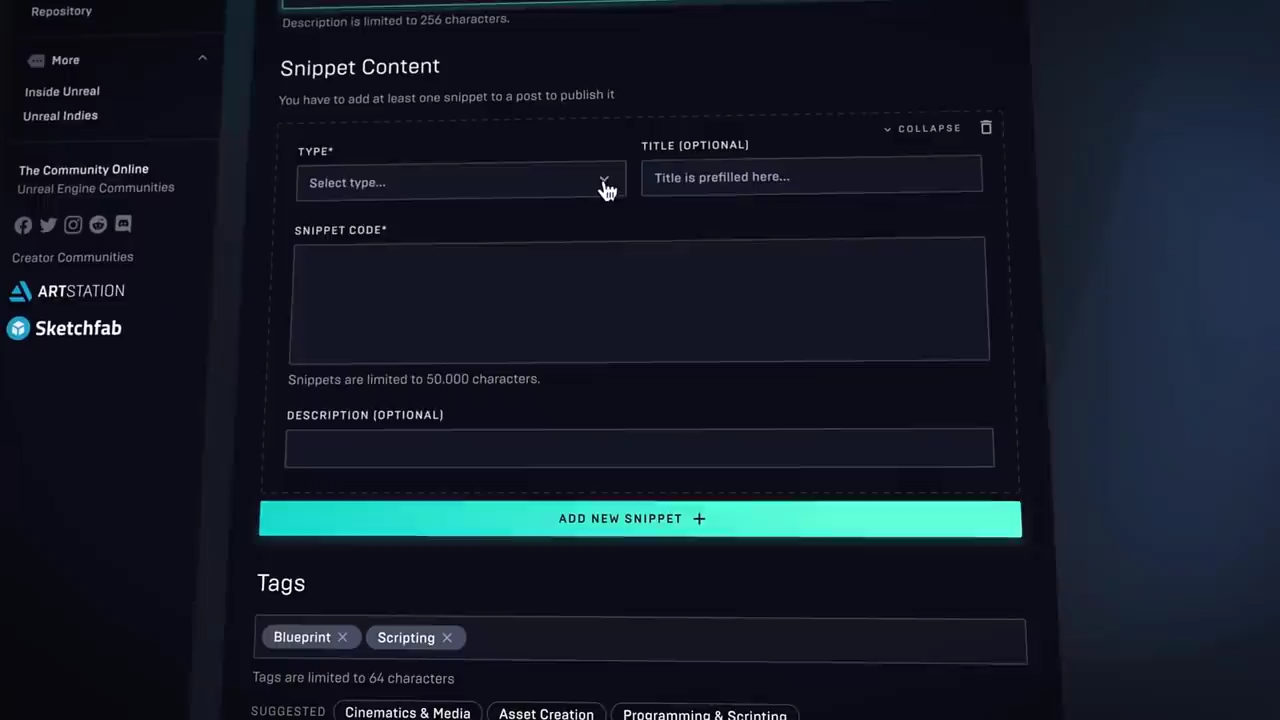 Repository
More
Inside Unreal
Unreal Indies
The Community Online
Unreal Engine Communities
Creator Communities
ARTSTATION
Sketchfab
Description is limited to 256 characters.
Snippet Content
You have to add at least one snippet to a post to publish it
COLLAPSE
TYPE*
TITLE (OPTIONAL)
Select type...
Title is prefilled here...
SNIPPET CODE*
Snippets are limited to 50.000 characters.
DESCRIPTION (OPTIONAL)
ADD NEW SNIPPET +
Tags
Blueprint
Scripting
Tags are limited to 64 characters
SUGGESTED
Cinematics & Media
Asset Creation
Programming & Scripting